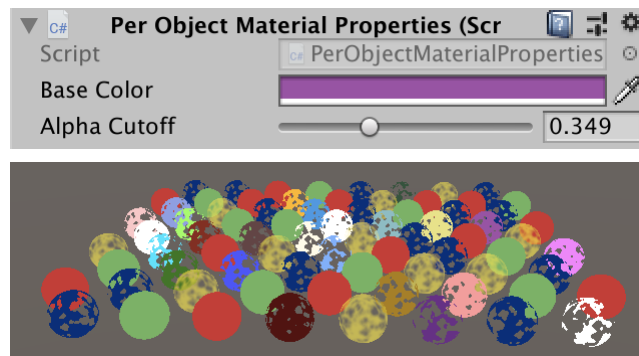 C# Per Object Material Properties (Scr
Script C# PerObjectMaterialProperties
Base Color
Alpha Cutoff 0.349